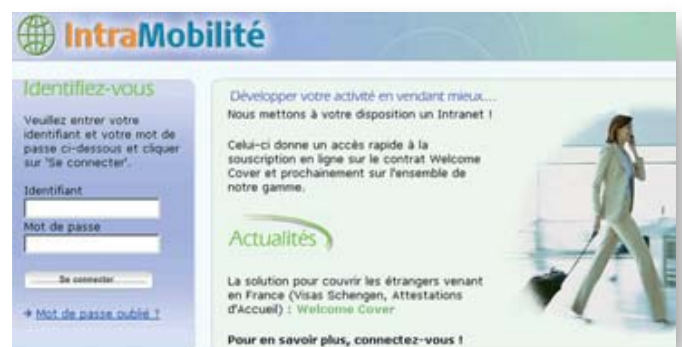 IntraMobilité
Identifiez-vous
Veuillez entrer votre
identifiant et votre mot de
passe ci-dessous et cliquer
sur 'Se connecter'.
Identifiant
Mot de passe
Se connecter
Mot de passe oublié ?
Développer votre activité en vendant mieux....
Nous mettons à votre disposition un Intranet !
Celui-ci donne un accès rapide à la
souscription en ligne sur le contrat Welcome
Cover et prochainement sur l'ensemble de
notre gamme.
Actualités
La solution pour couvrir les étrangers venant
en France (Visas Schengen, Attestations
d'Accueil) : Welcome Cover
Pour en savoir plus, connectez-vous !